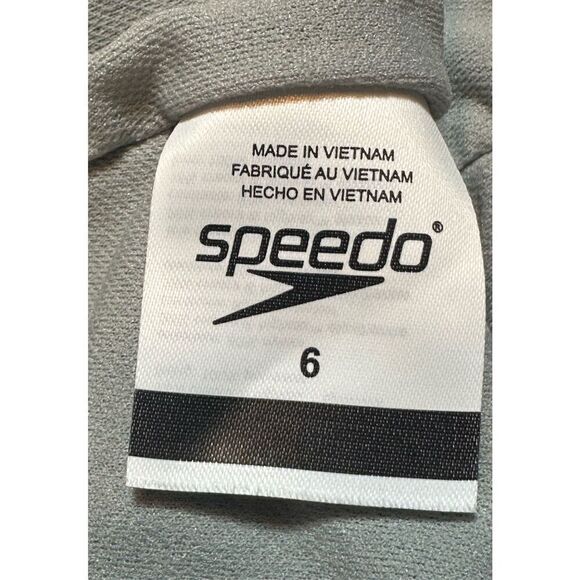 MADE IN VIETNAM
FABRIQUÉ AU VIETNAM
HECHO EN VIETNAM
speedo®
6